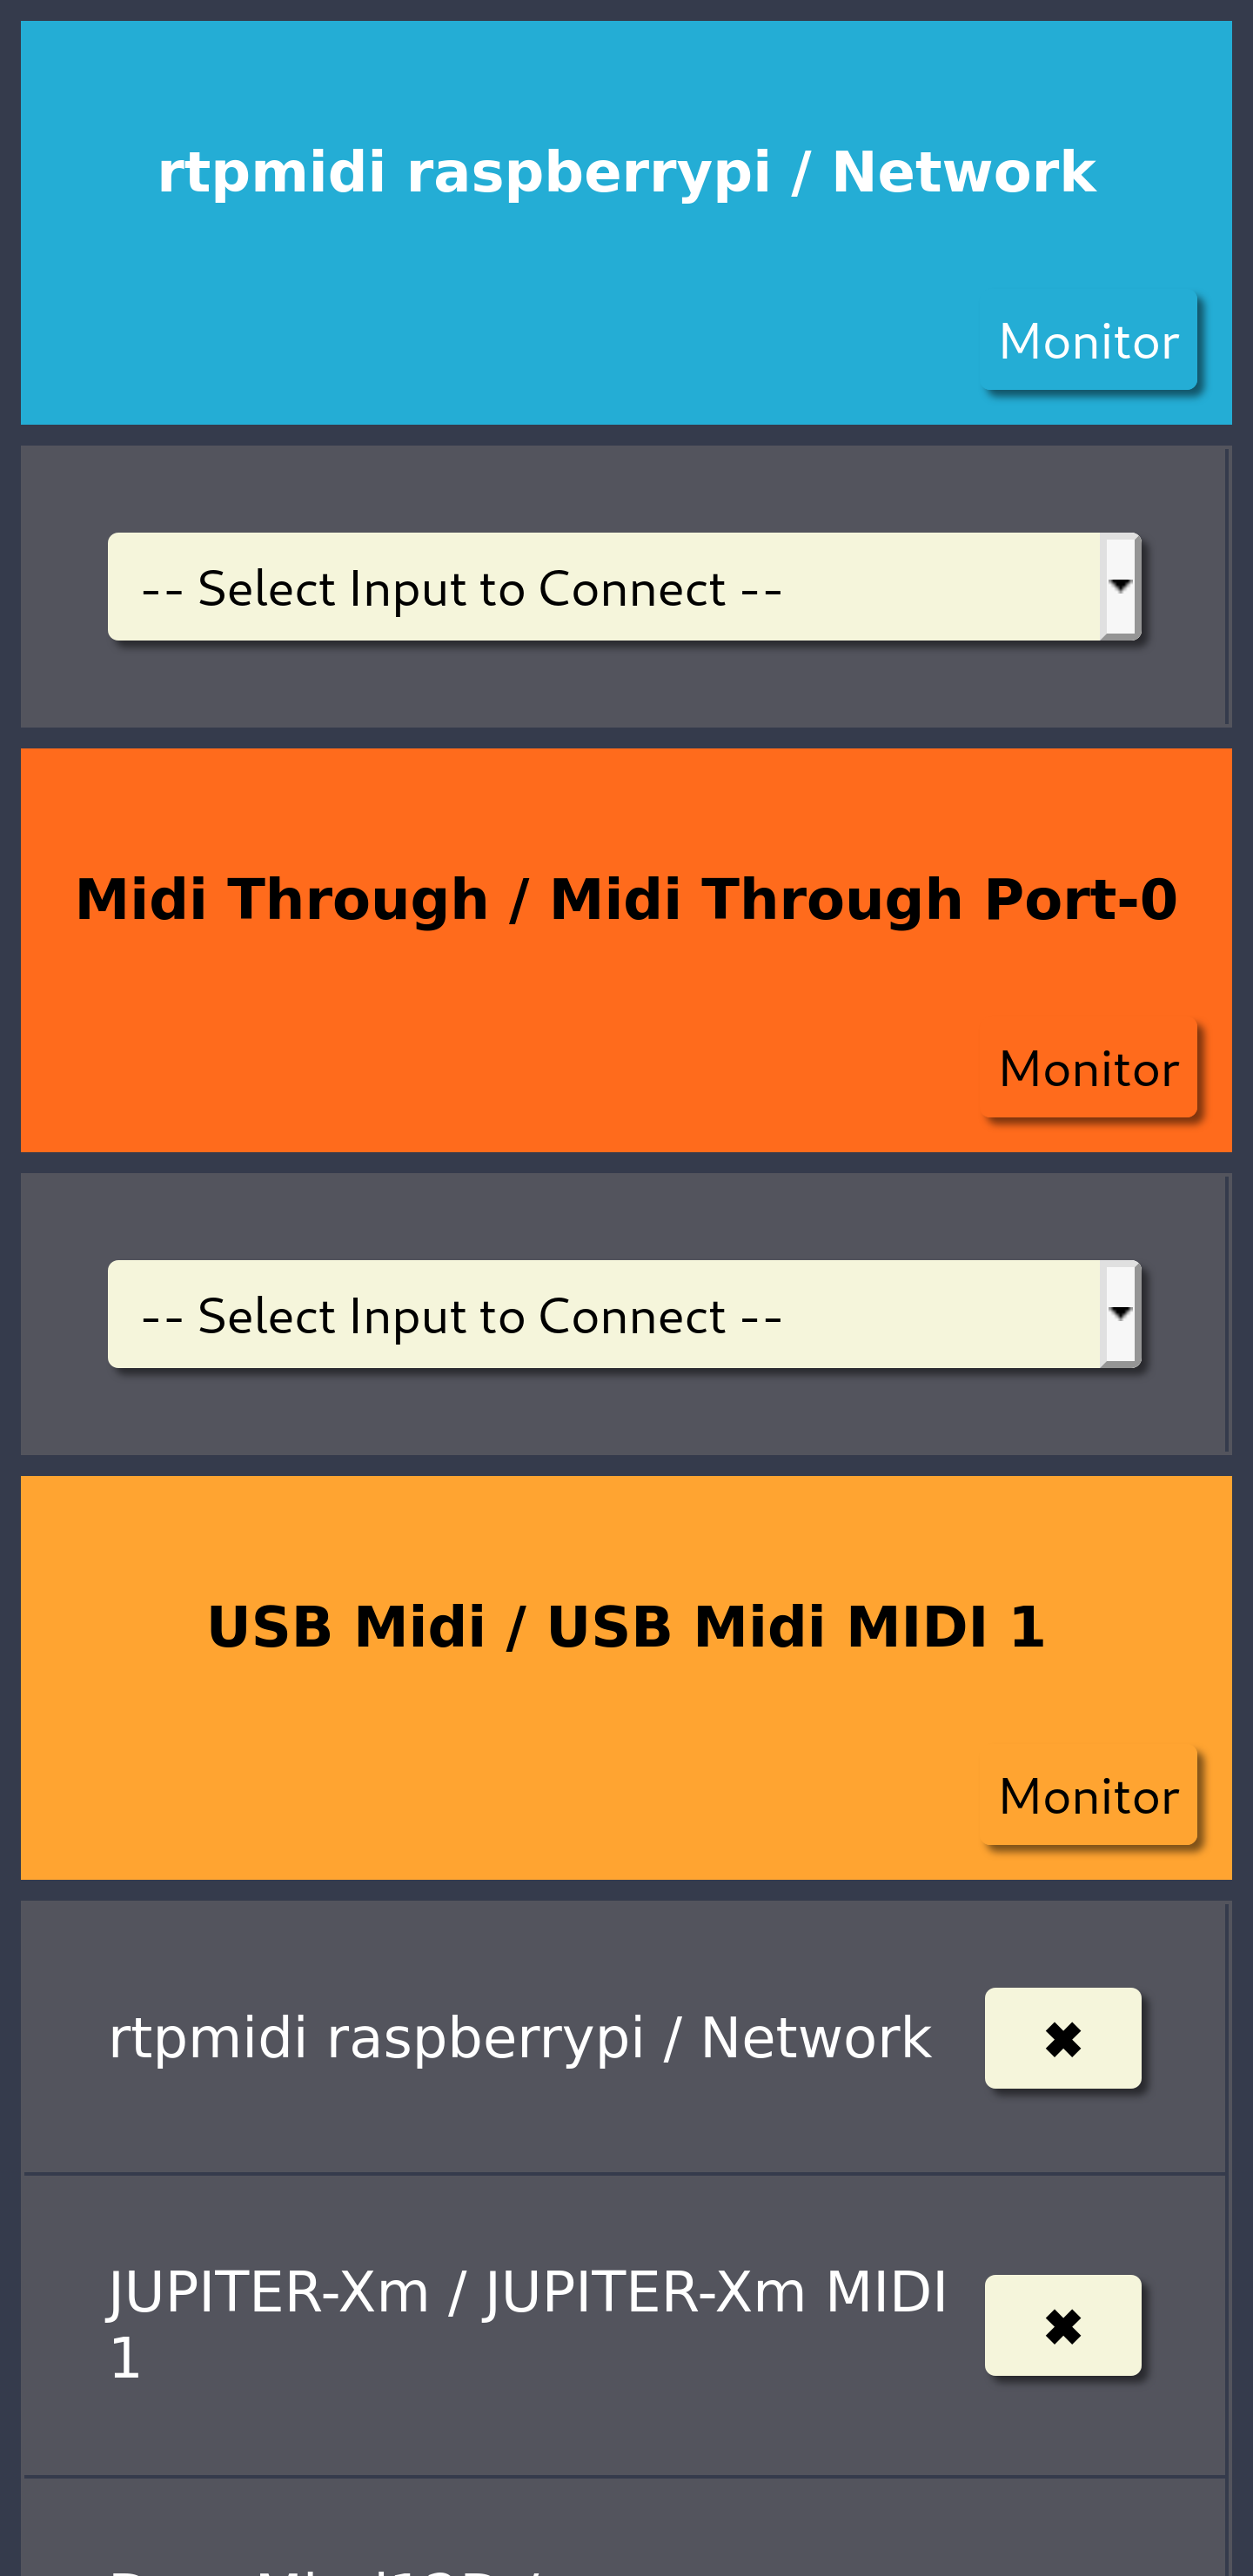 rtpmidi raspberrypi / Network
Monitor
-- Select Input to Connect --
Midi Through / Midi Through Port-0
Monitor
-- Select Input to Connect --
USB Midi / USB Midi MIDI 1
Monitor
rtpmidi raspberrypi / Network
✖
JUPITER-Xm / JUPITER-Xm MIDI
1
✖